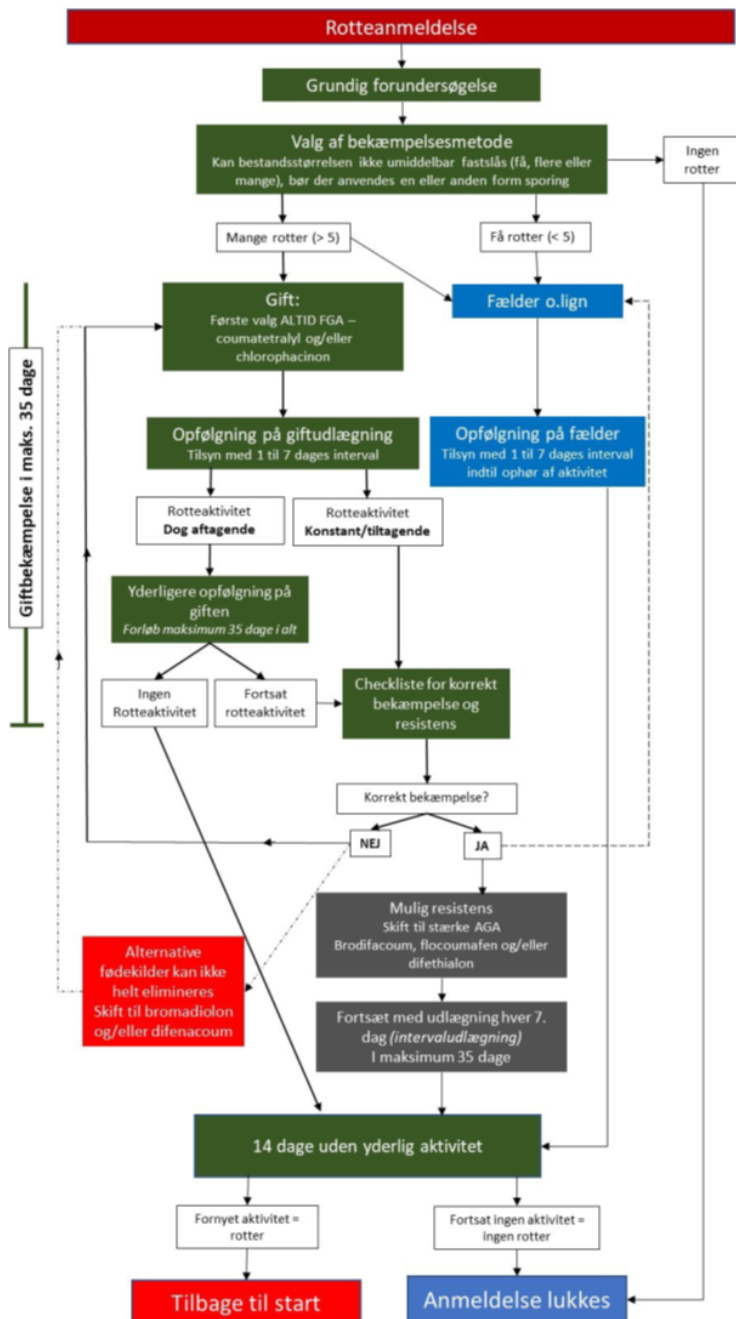 Rotteanmeldelse
Grundig forundersøgelse
Valg af bekæmpelsesmetode
Kan bestandsstørrelsen ikke umiddelbar fastslås (få, flere eller
mange), bør der anvendes en eller anden form sporing
Ingen
rotter
Mange rotter (> 5)
Få rotter (< 5)
Gift:
Første valg ALTID FGA –
coumatetralyl og/eller
chlorophacinon
Fælder o.lign
Giftbekæmpelse i maks. 35 dage
Opfølgning på giftudlægning
Tilsyn med 1 til 7 dages interval
Opfølgning på fælder
Tilsyn med 1 til 7 dages interval
indtil ophør af aktivitet
Rotteaktivitet
Dog aftagende
Rotteaktivitet
Konstant/tiltagende
Yderligere opfølgning på
giften
Forløb maksimum 35 dage i alt
Ingen
Rotteaktivitet
Fortsat
rotteaktivitet
Checkliste for korrekt
bekæmpelse og
resistens
Korrekt bekæmpelse?
NEJ
JA
Mulig resistens
Skift til stærke AGA
Brodifacoum, flocoumafen og/eller
difethialon
Alternative
fødekilder kan ikke
helt elimineres
Skift til bromadiolon
og/eller difenacoum
Fortsæt med udlægning hver 7.
dag (intervaludlægning)
I maksimum 35 dage
14 dage uden yderlig aktivitet
Fornyet aktivitet =
rotter
Fortsat ingen aktivitet =
ingen rotter
Tilbage til start
Anmeldelse lukkes